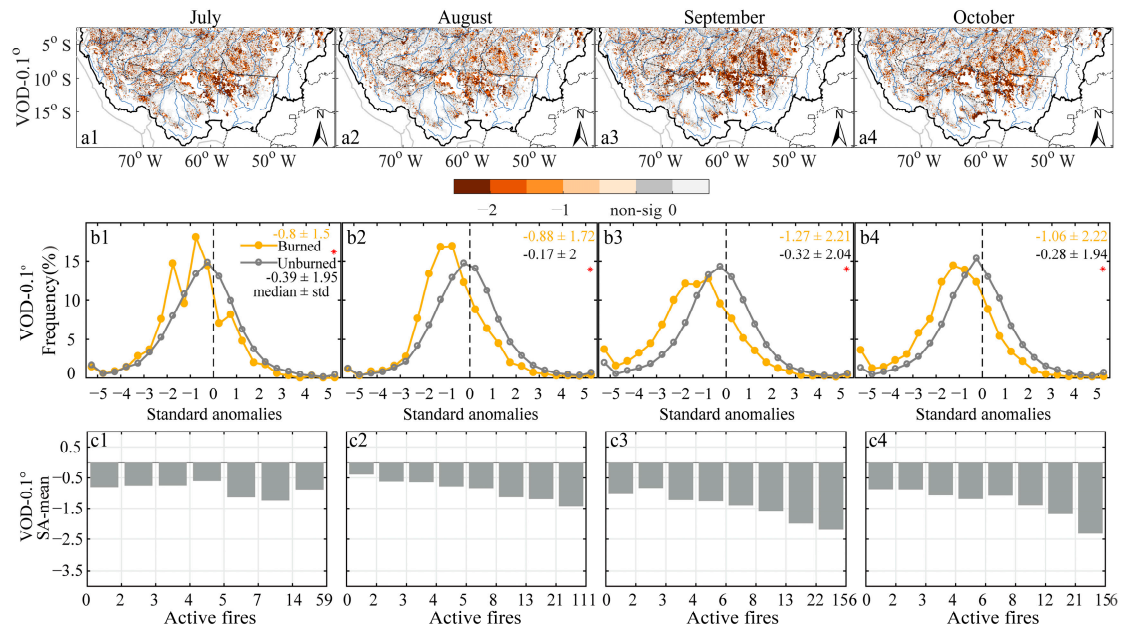 July August September October
VOD-0.1°
5° S
10° S
15° S
a1 a2 a3 a4
N N N N
70° W 60° W 50° W 70° W 60° W 50° W 70° W 60° W 50° W 70° W 60° W 50° W
−2 −1 non-sig 0
VOD-0.1°
Frequency(%)
15
10
5
0
b1
-0.8 ± 1.5
Burned *
Unburned
-0.39 ± 1.95
median ± std
b2
-0.88 ± 1.72
-0.17 ± 2
*
b3
-1.27 ± 2.21
-0.32 ± 2.04
*
b4
-1.06 ± 2.22
-0.28 ± 1.94
*
−5 −4 −3 −2 −1 0 1 2 3 4 5 −5 −4 −3 −2 −1 0 1 2 3 4 5 −5 −4 −3 −2 −1 0 1 2 3 4 5 −5 −4 −3 −2 −1 0 1 2 3 4 5
Standard anomalies Standard anomalies Standard anomalies Standard anomalies
VOD-0.1°
SA-mean
c1 c2 c3 c4
0.5
−0.5
−1.5
−2.5
−3.5
0 2 3 4 5 7 14 59 0 2 3 4 5 8 11 21 111 0 2 3 4 6 8 13 22 156 0 2 3 4 6 8 12 21 156
Active fires Active fires Active fires Active fires